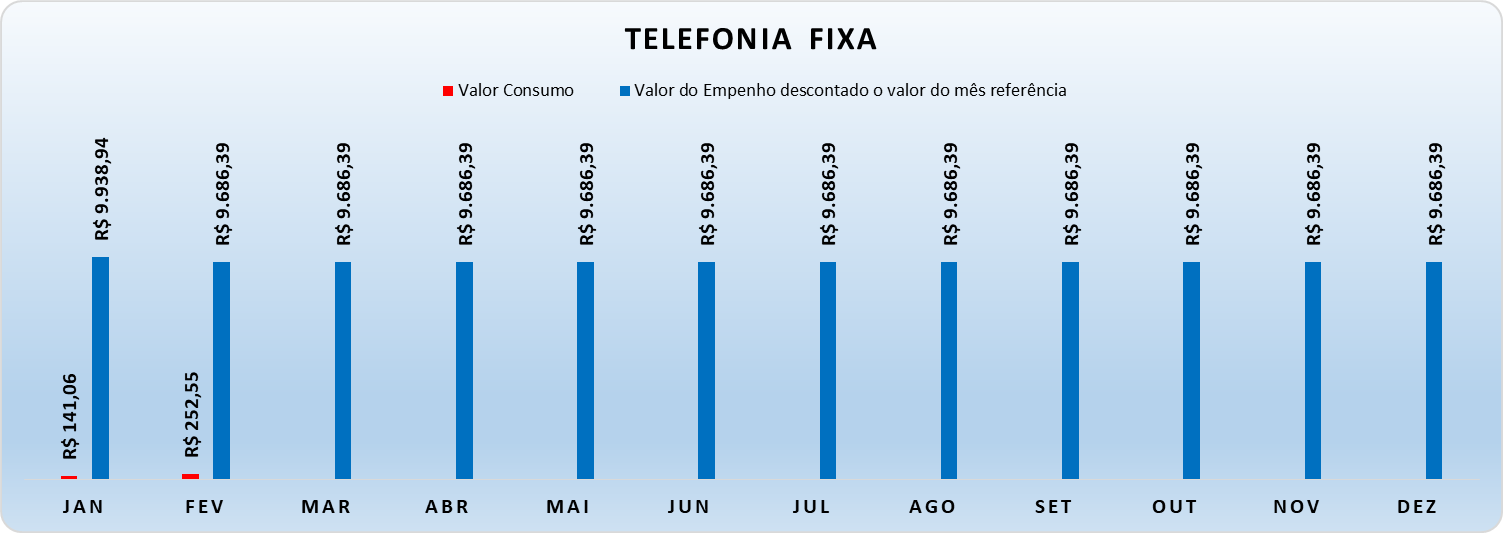 TELEFONIA FIXA
Valor Consumo
Valor do Empenho descontado o valor do mês referência
R$ 141,06
R$ 9.938,94
R$ 252,55
R$ 9.686,39
R$ 9.686,39
R$ 9.686,39
R$ 9.686,39
R$ 9.686,39
R$ 9.686,39
R$ 9.686,39
R$ 9.686,39
R$ 9.686,39
R$ 9.686,39
R$ 9.686,39
JAN
FEV
MAR
ABR
MAI
JUN
JUL
AGO
SET
OUT
NOV
DEZ